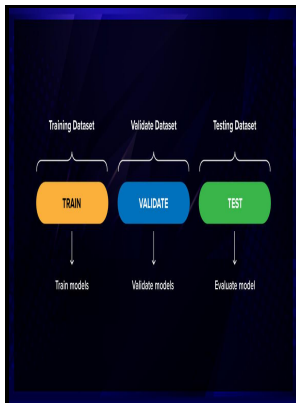 Training Dataset Validate Dataset Testing Dataset
TRAIN VALIDATE TEST
Train models Validate models Evaluate model